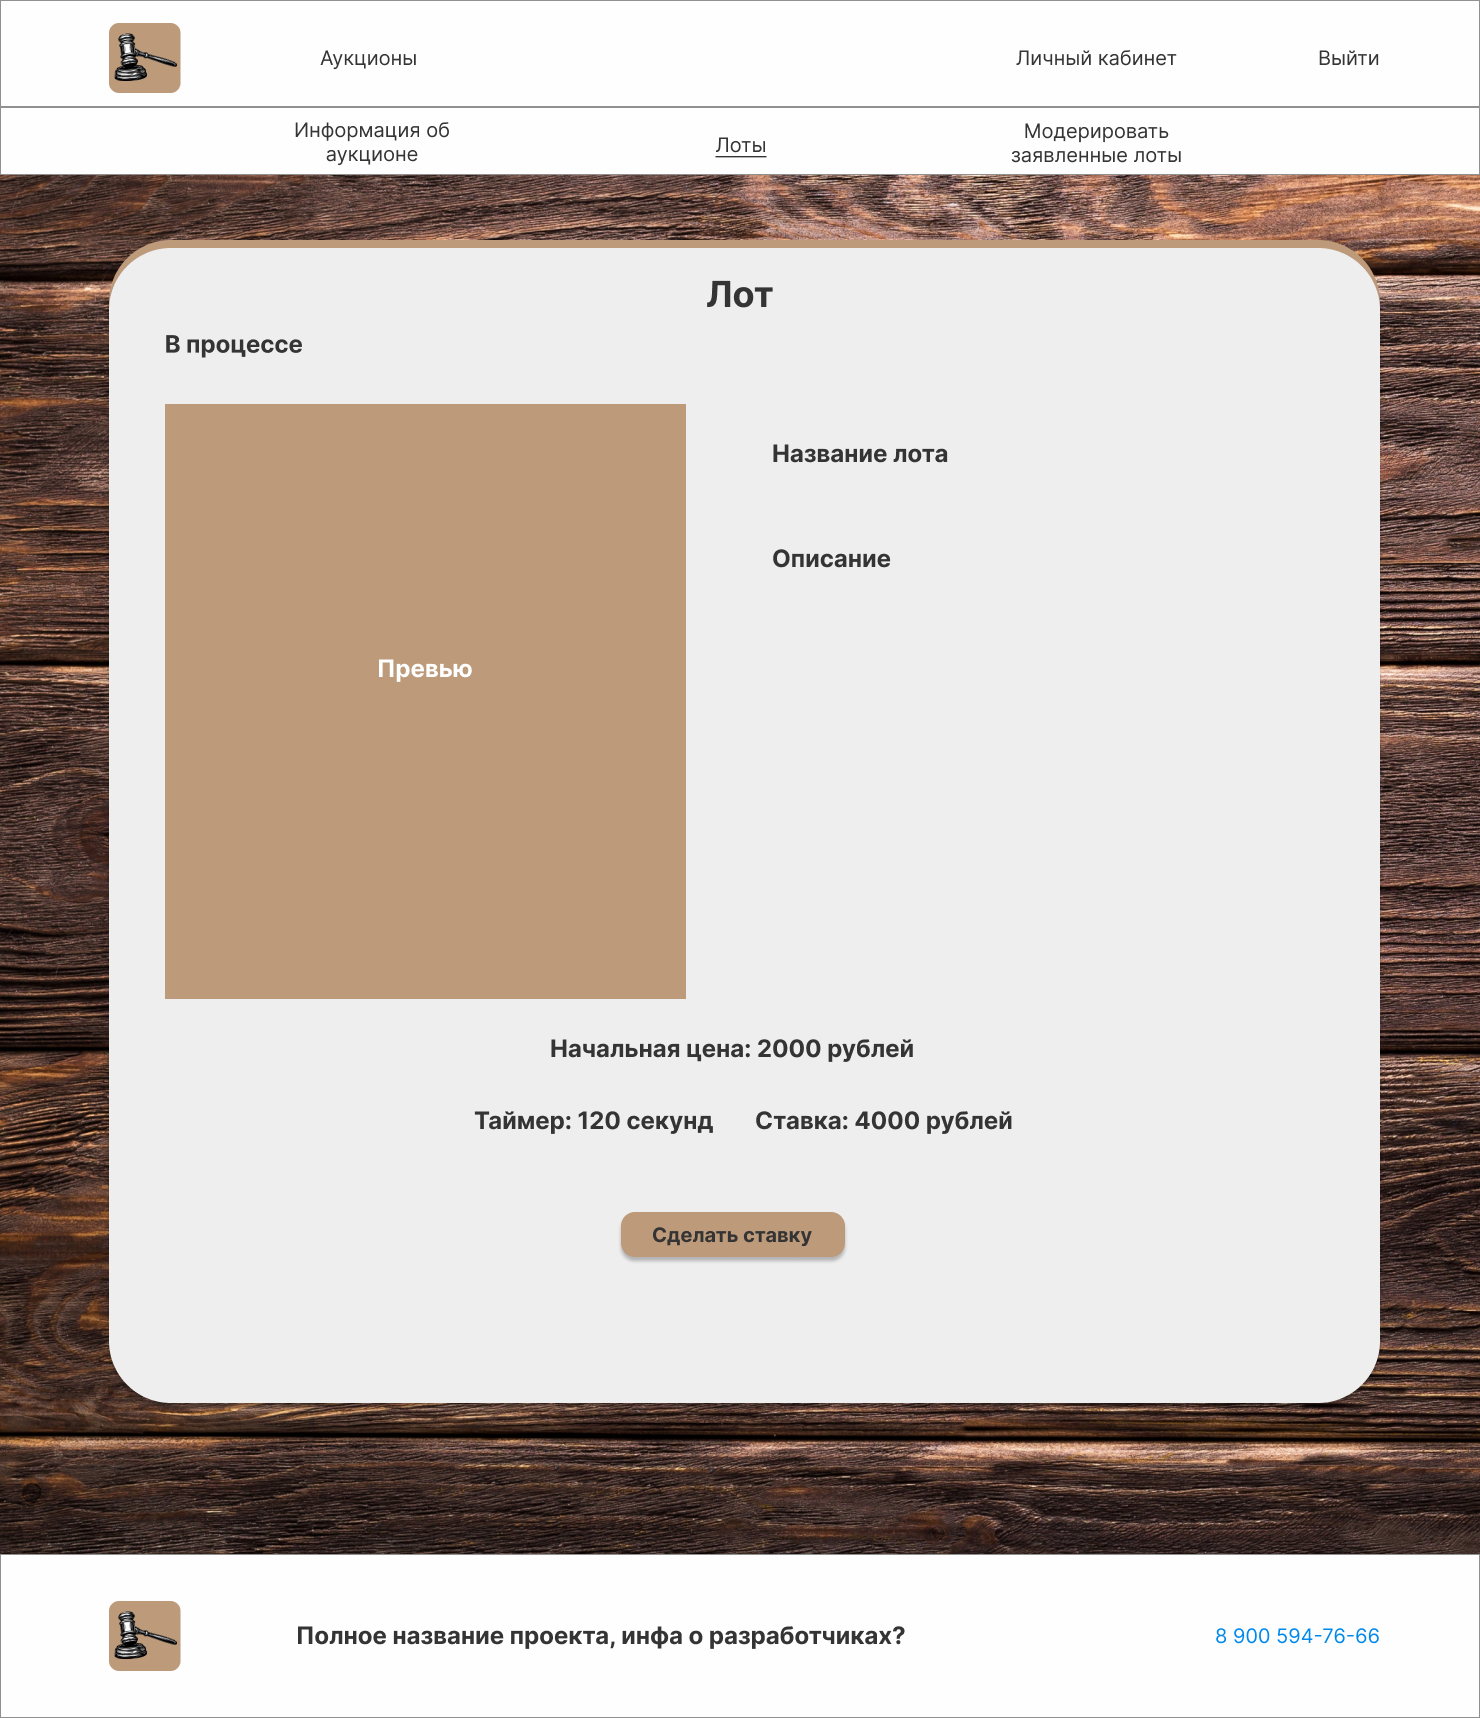 Аукционы
Личный кабинет
Выйти
Информация об
аукционе
Лоты
Модерировать
заявленные лоты
Лот
В процессе
Превью
Название лота
Описание
Начальная цена: 2000 рублей
Таймер: 120 секунд
Ставка: 4000 рублей
Сделать ставку
Полное название проекта, инфа о разработчиках?
8 900 594-76-66